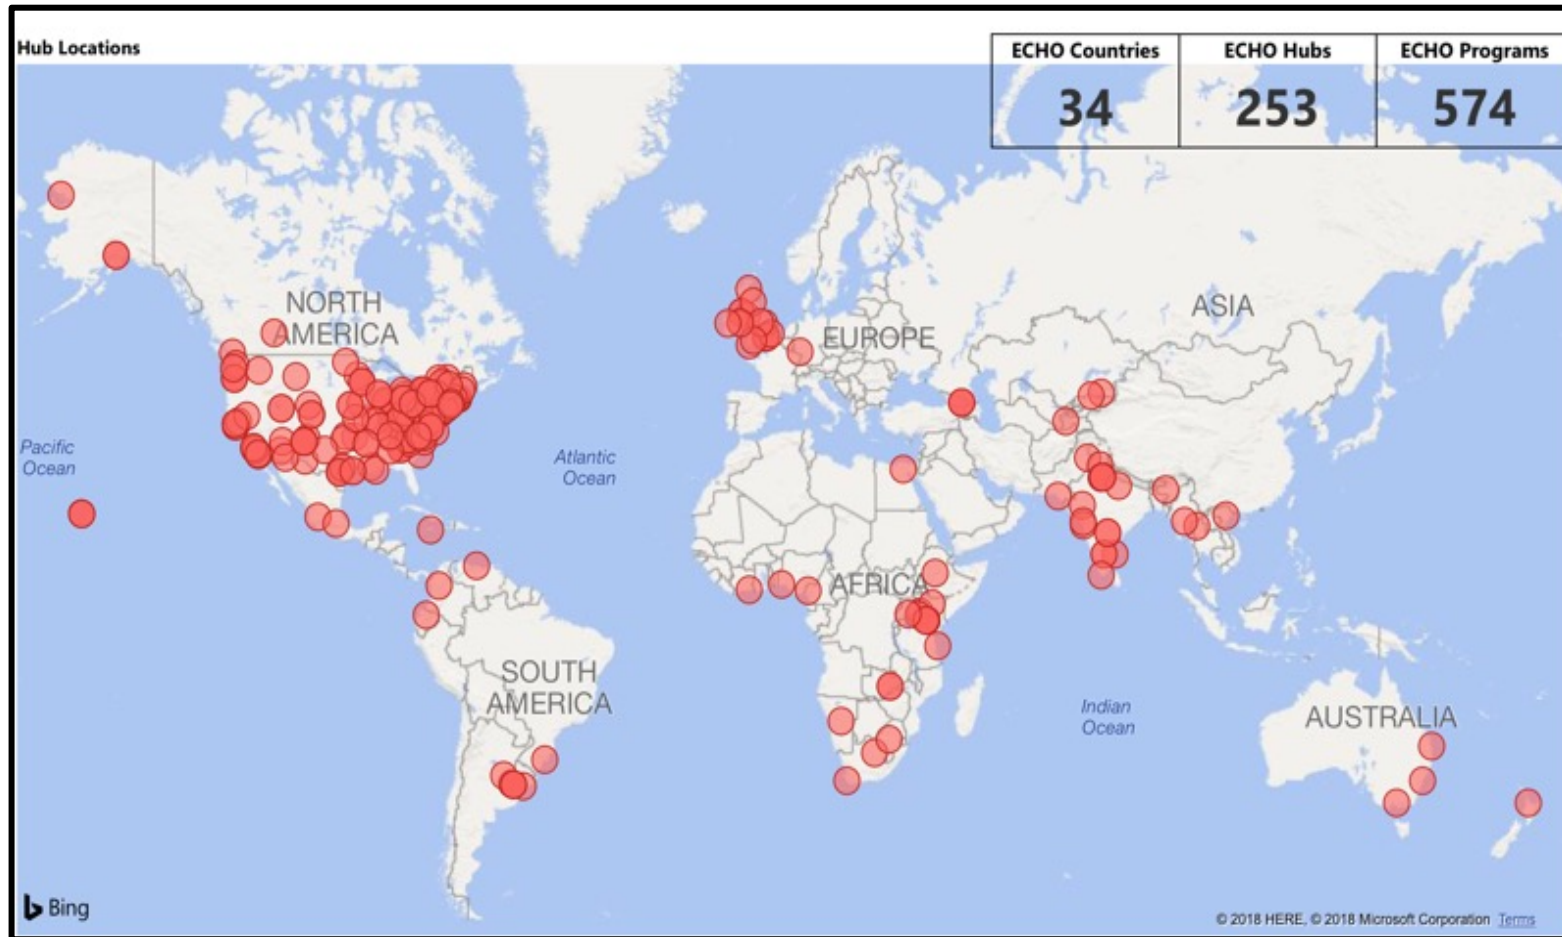 Hub Locations
ECHO Countries
34
ECHO Hubs
253
ECHO Programs
574
NORTH
AMERICA
EUROPE
ASIA
Pacific
Ocean
Atlantic
Ocean
AFRICA
SOUTH
AMERICA
Indian
Ocean
AUSTRALIA
Bing
© 2018 HERE, © 2018 Microsoft Corporation Terms